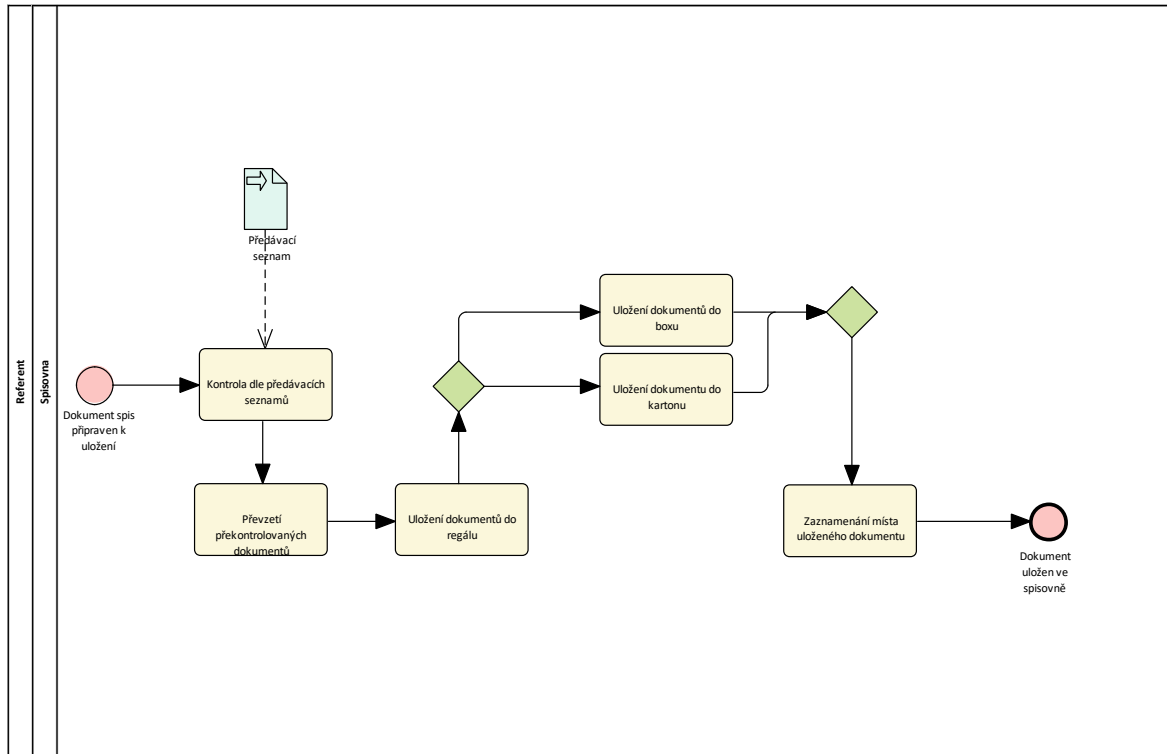 Referent
Spisovna
Předávací
seznam
Uložení dokumentů do
boxu
Kontrola dle předávacích
seznamů
Uložení dokumentu do
kartonu
Dokument spis
připraven k
uložení
Převzetí
překontrolovaných
dokumentů
Uložení dokumentů do
regálu
Zaznamenání místa
uloženého dokumentu
Dokument
uložen ve
spisovně